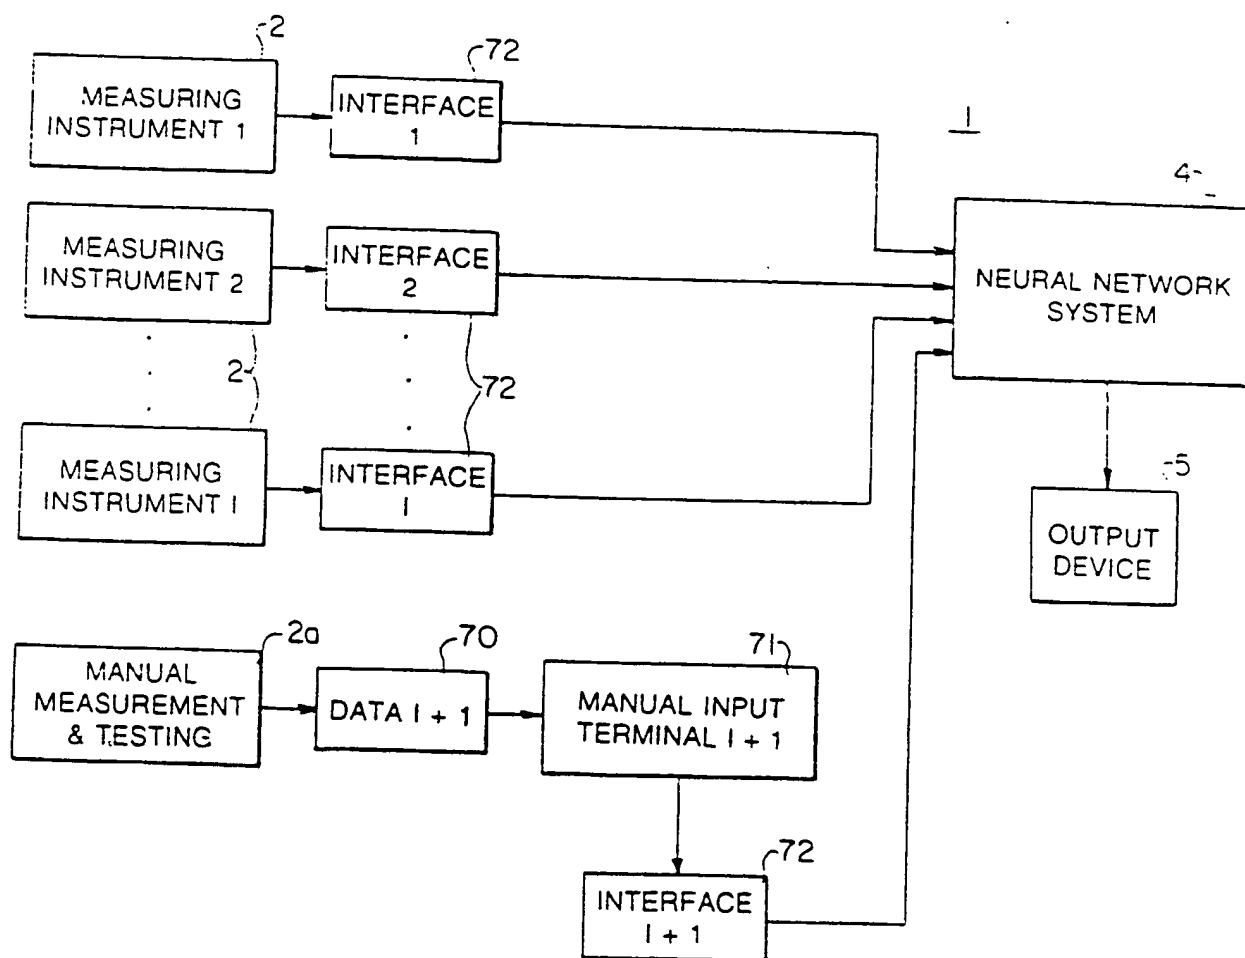 2
72
MEASURING
INSTRUMENT 1
INTERFACE
1
1
4
MEASURING
INSTRUMENT 2
INTERFACE
2
NEURAL NETWORK
SYSTEM
2
72
MEASURING
INSTRUMENT I
INTERFACE
I
5
OUTPUT
DEVICE
2a
70
71
MANUAL
MEASUREMENT
& TESTING
DATA I + 1
MANUAL INPUT
TERMINAL I + 1
72
INTERFACE
I + 1